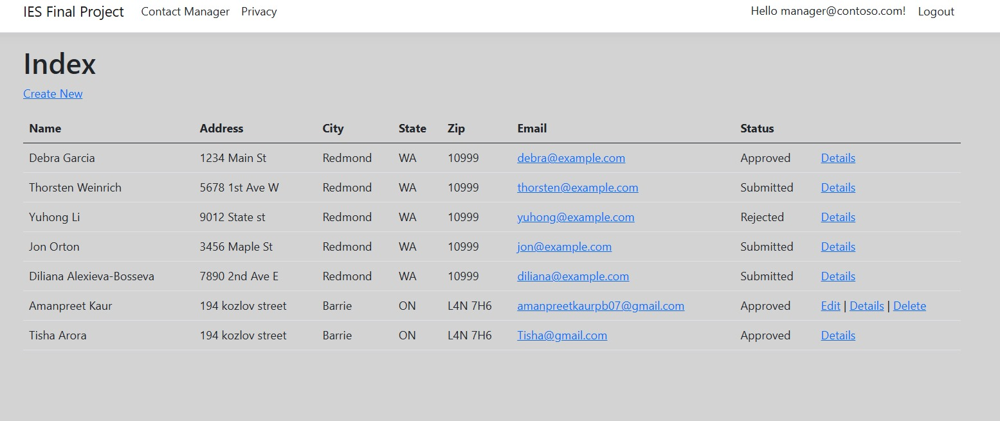 IES Final Project Contact Manager Privacy Hello manager@contoso.com! Logout
Index
Create New
Name Address City State Zip Email Status
Debra Garcia 1234 Main St Redmond WA 10999 debra@example.com Approved Details
Thorsten Weinrich 5678 1st Ave W Redmond WA 10999 thorsten@example.com Submitted Details
Yuhong Li 9012 State st Redmond WA 10999 yuhong@example.com Rejected Details
Jon Orton 3456 Maple St Redmond WA 10999 jon@example.com Submitted Details
Diliana Alexieva-Bosseva 7890 2nd Ave E Redmond WA 10999 diliana@example.com Submitted Details
Amanpreet Kaur 194 kozlov street Barrie ON L4N 7H6 amanpreetkaurpb07@gmail.com Approved Edit | Details | Delete
Tisha Arora 194 kozlov street Barrie ON L4N 7H6 Tisha@gmail.com Approved Details